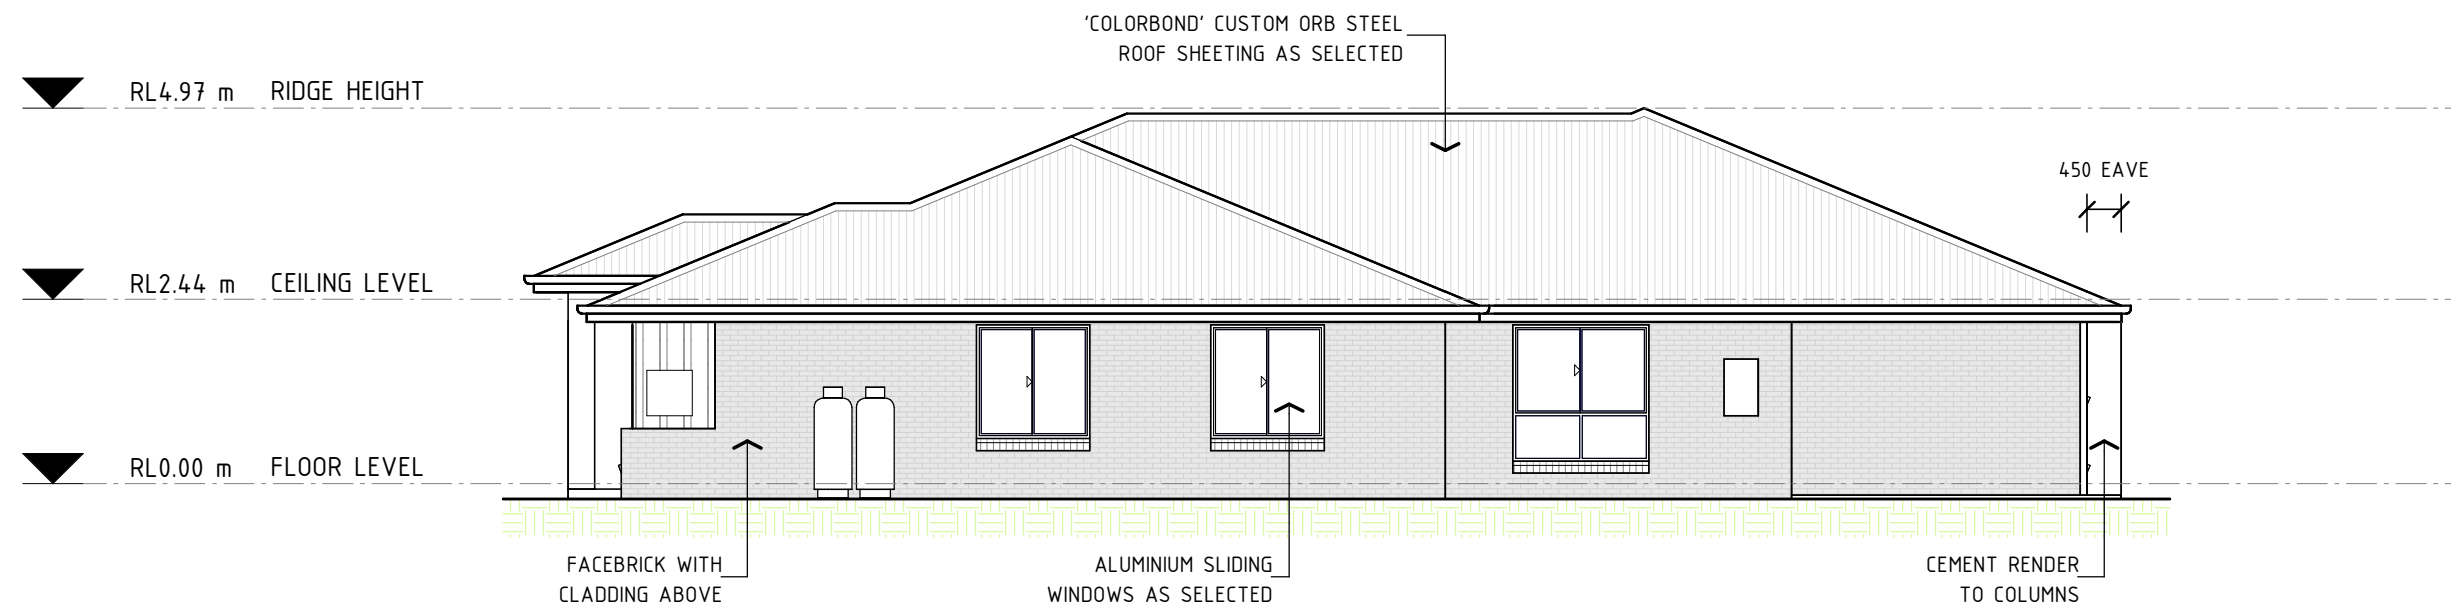 'COLORBOND' CUSTOM ORB STEEL
ROOF SHEETING AS SELECTED
RL4.97 m RIDGE HEIGHT
450 EAVE
RL2.44 m CEILING LEVEL
RL0.00 m FLOOR LEVEL
FACEBRICK WITH
CLADDING ABOVE
ALUMINIUM SLIDING
WINDOWS AS SELECTED
CEMENT RENDER
TO COLUMNS